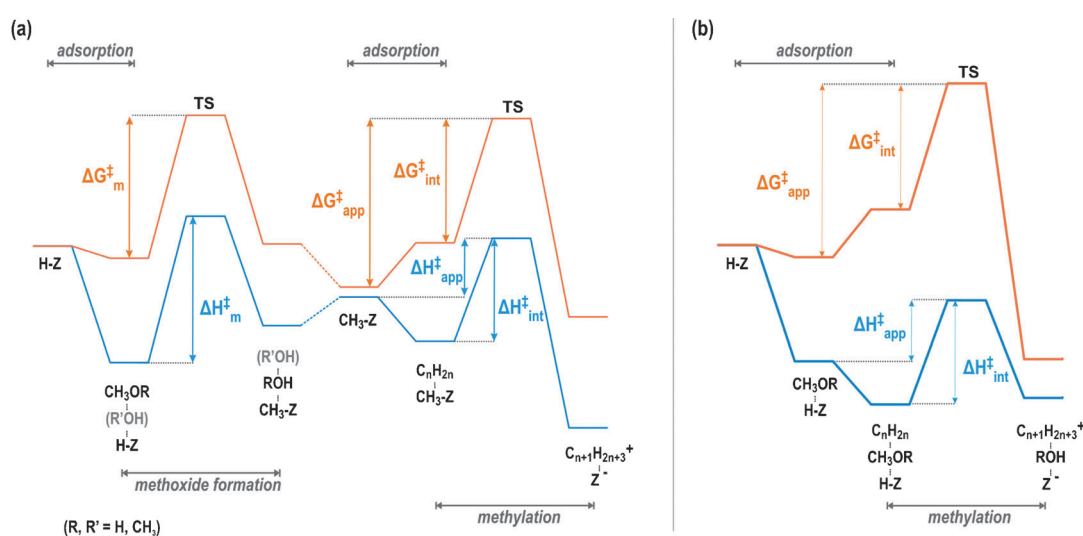 (a)
adsorption
adsorption
TS
TS
ΔG‡m
ΔG‡app
ΔG‡int
H-Z
ΔH‡m
ΔH‡app
ΔH‡int
CH₃-Z
(R'OH)
ROH
CH₃-Z
CH₃OR
(R'OH)
H-Z
CₙH₂ₙ
CH₃-Z
Cₙ₊₁H₂ₙ₊₃⁺
Z⁻
methoxide formation
methylation
(R, R' = H, CH₃)
(b)
adsorption
TS
ΔG‡app
ΔG‡int
H-Z
ΔH‡app
ΔH‡int
CH₃OR
H-Z
CₙH₂ₙ
CH₃OR
H-Z
Cₙ₊₁H₂ₙ₊₃⁺
ROH
Z⁻
methylation